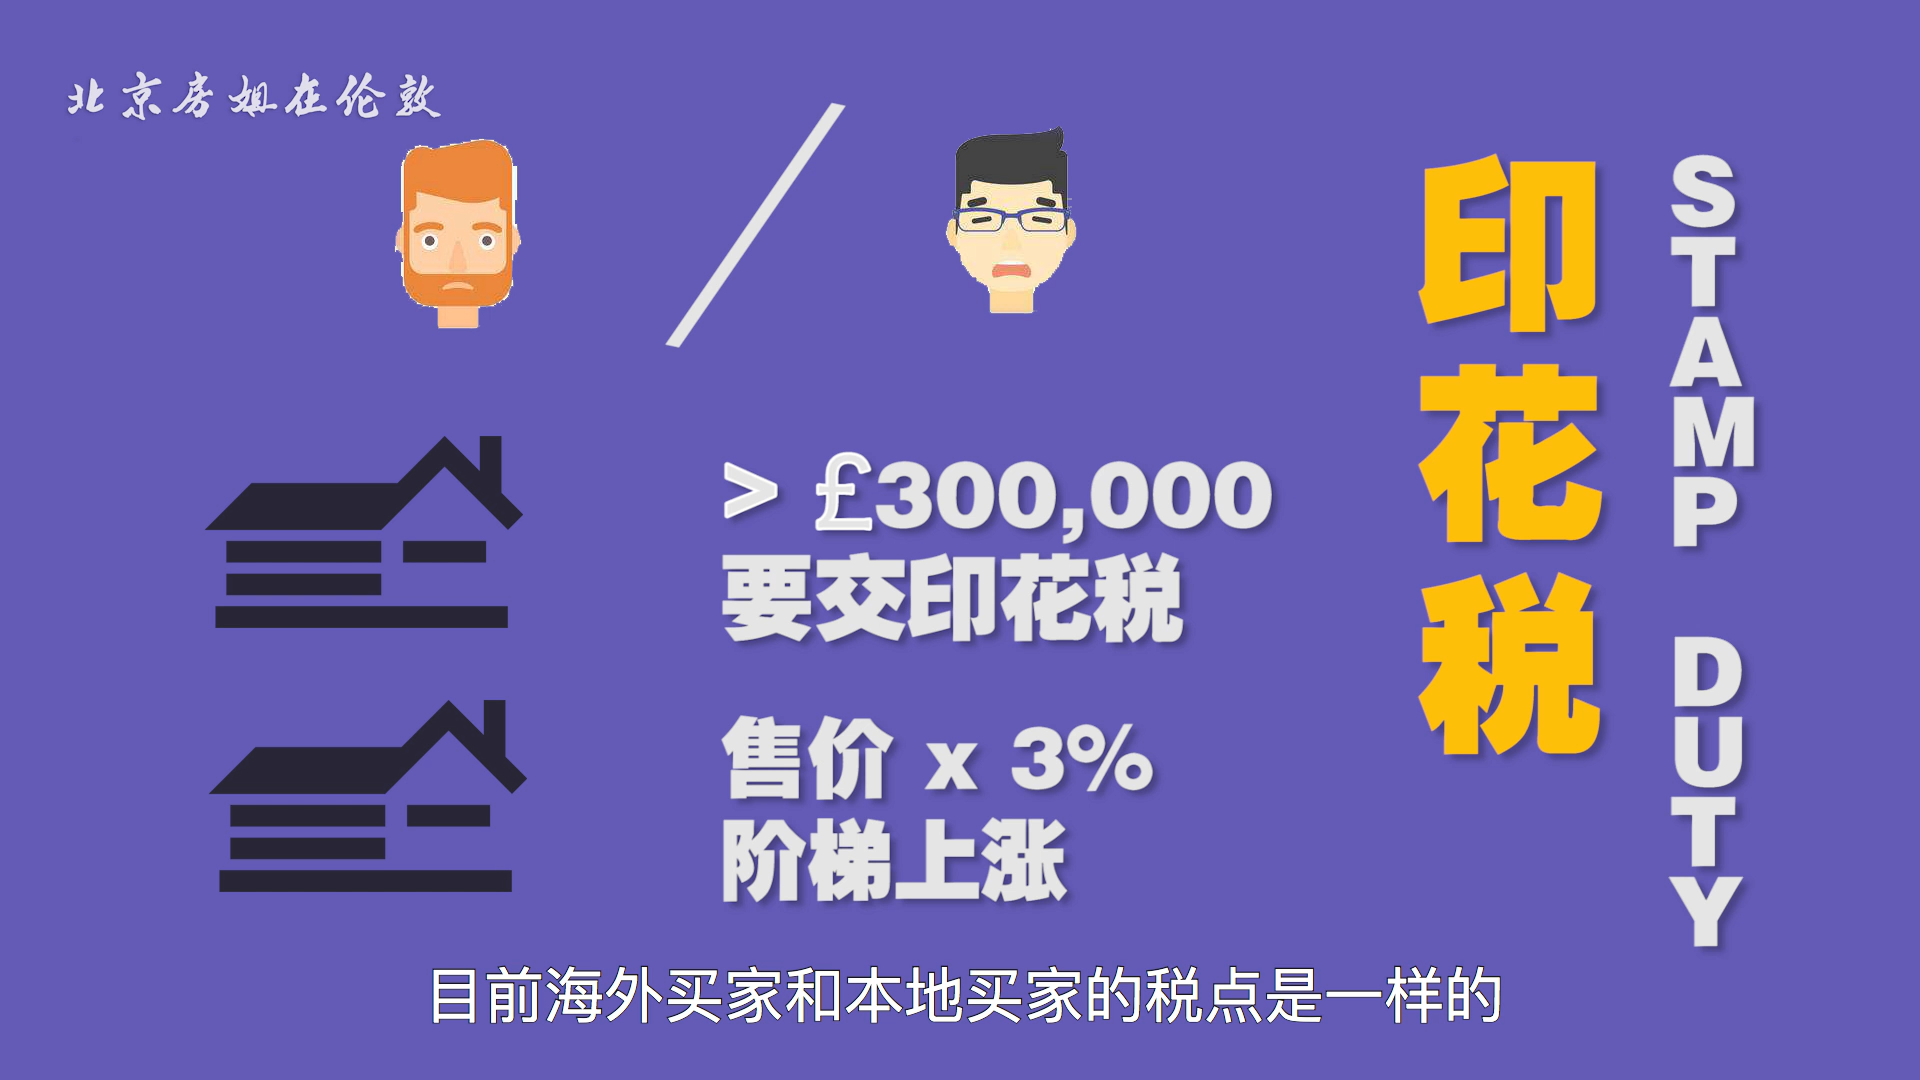 北京房姐在伦敦
> £300,000
要交印花税
售价 x 3%
阶梯上涨
印花税
STAMP DUTY
目前海外买家和本地买家的税点是一样的